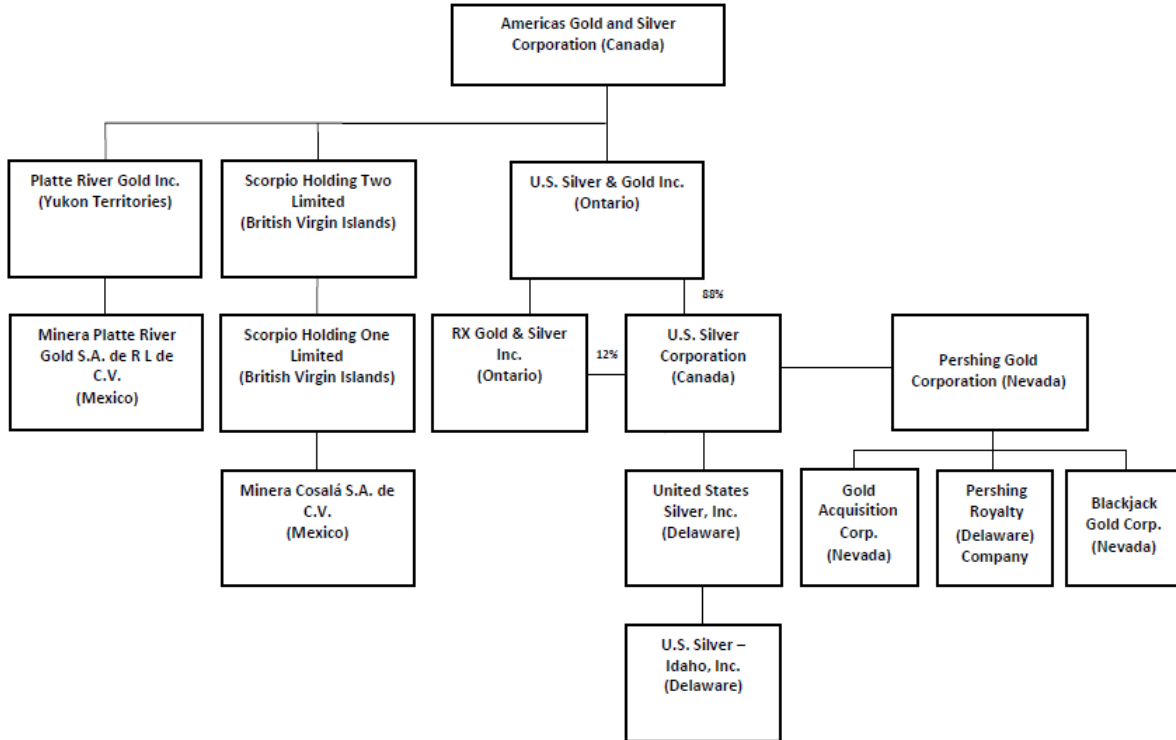 Americas Gold and Silver
Corporation (Canada)
Platte River Gold Inc.
(Yukon Territories)
Scorpio Holding Two
Limited
(British Virgin Islands)
U.S. Silver & Gold Inc.
(Ontario)
88%
Minera Platte River
Gold S.A. de R L de
C.V.
(Mexico)
Scorpio Holding One
Limited
(British Virgin Islands)
RX Gold & Silver
Inc.
(Ontario)
12%
U.S. Silver
Corporation
(Canada)
Pershing Gold
Corporation (Nevada)
Minera Cosalá S.A. de
C.V.
(Mexico)
United States
Silver, Inc.
(Delaware)
Gold
Acquisition
Corp.
(Nevada)
Pershing
Royalty
(Delaware)
Company
Blackjack
Gold Corp.
(Nevada)
U.S. Silver –
Idaho, Inc.
(Delaware)